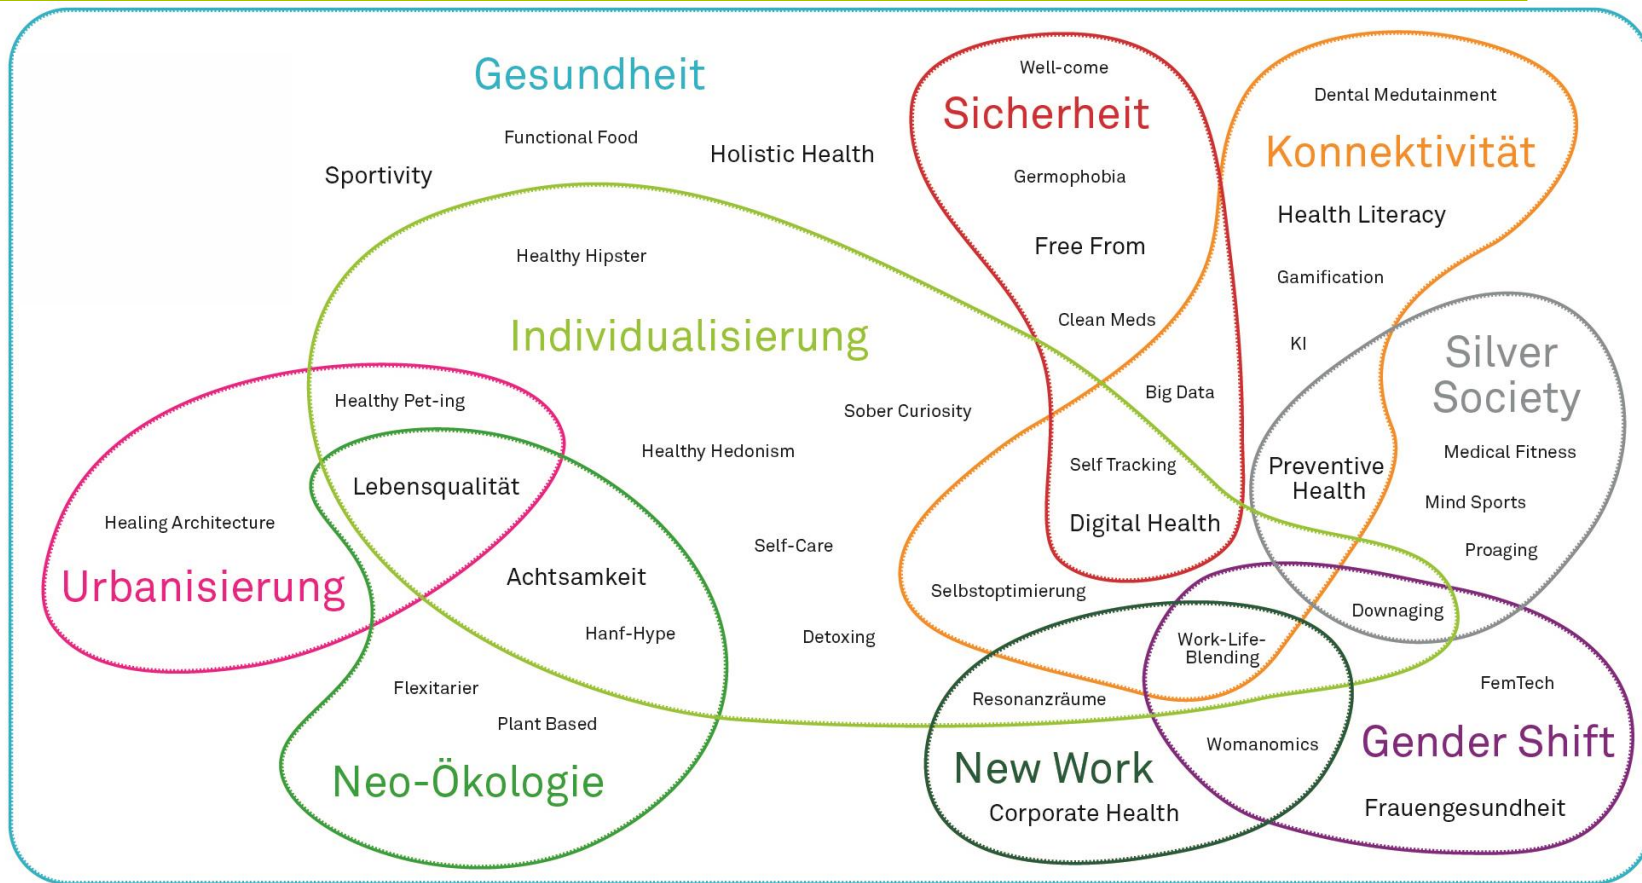 Gesundheit
Functional Food
Holistic Health
Sportivity
Healthy Hipster
Individualisierung
Sober Curiosity
Healthy Hedonism
Self-Care
Detoxing
Well-come
Sicherheit
Germophobia
Free From
Clean Meds
Big Data
Self Tracking
Digital Health
Selbstoptimierung
Dental Medutainment
Konnektivität
Health Literacy
Gamification
KI
Silver
Society
Medical Fitness
Preventive
Health
Mind Sports
Proaging
Downaging
Healthy Pet-ing
Lebensqualität
Healing Architecture
Urbanisierung
Achtsamkeit
Hanf-Hype
Flexitarier
Plant Based
Neo-Ökologie
Work-Life-
Blending
Resonanzräume
Womanomics
New Work
Corporate Health
FemTech
Gender Shift
Frauengesundheit